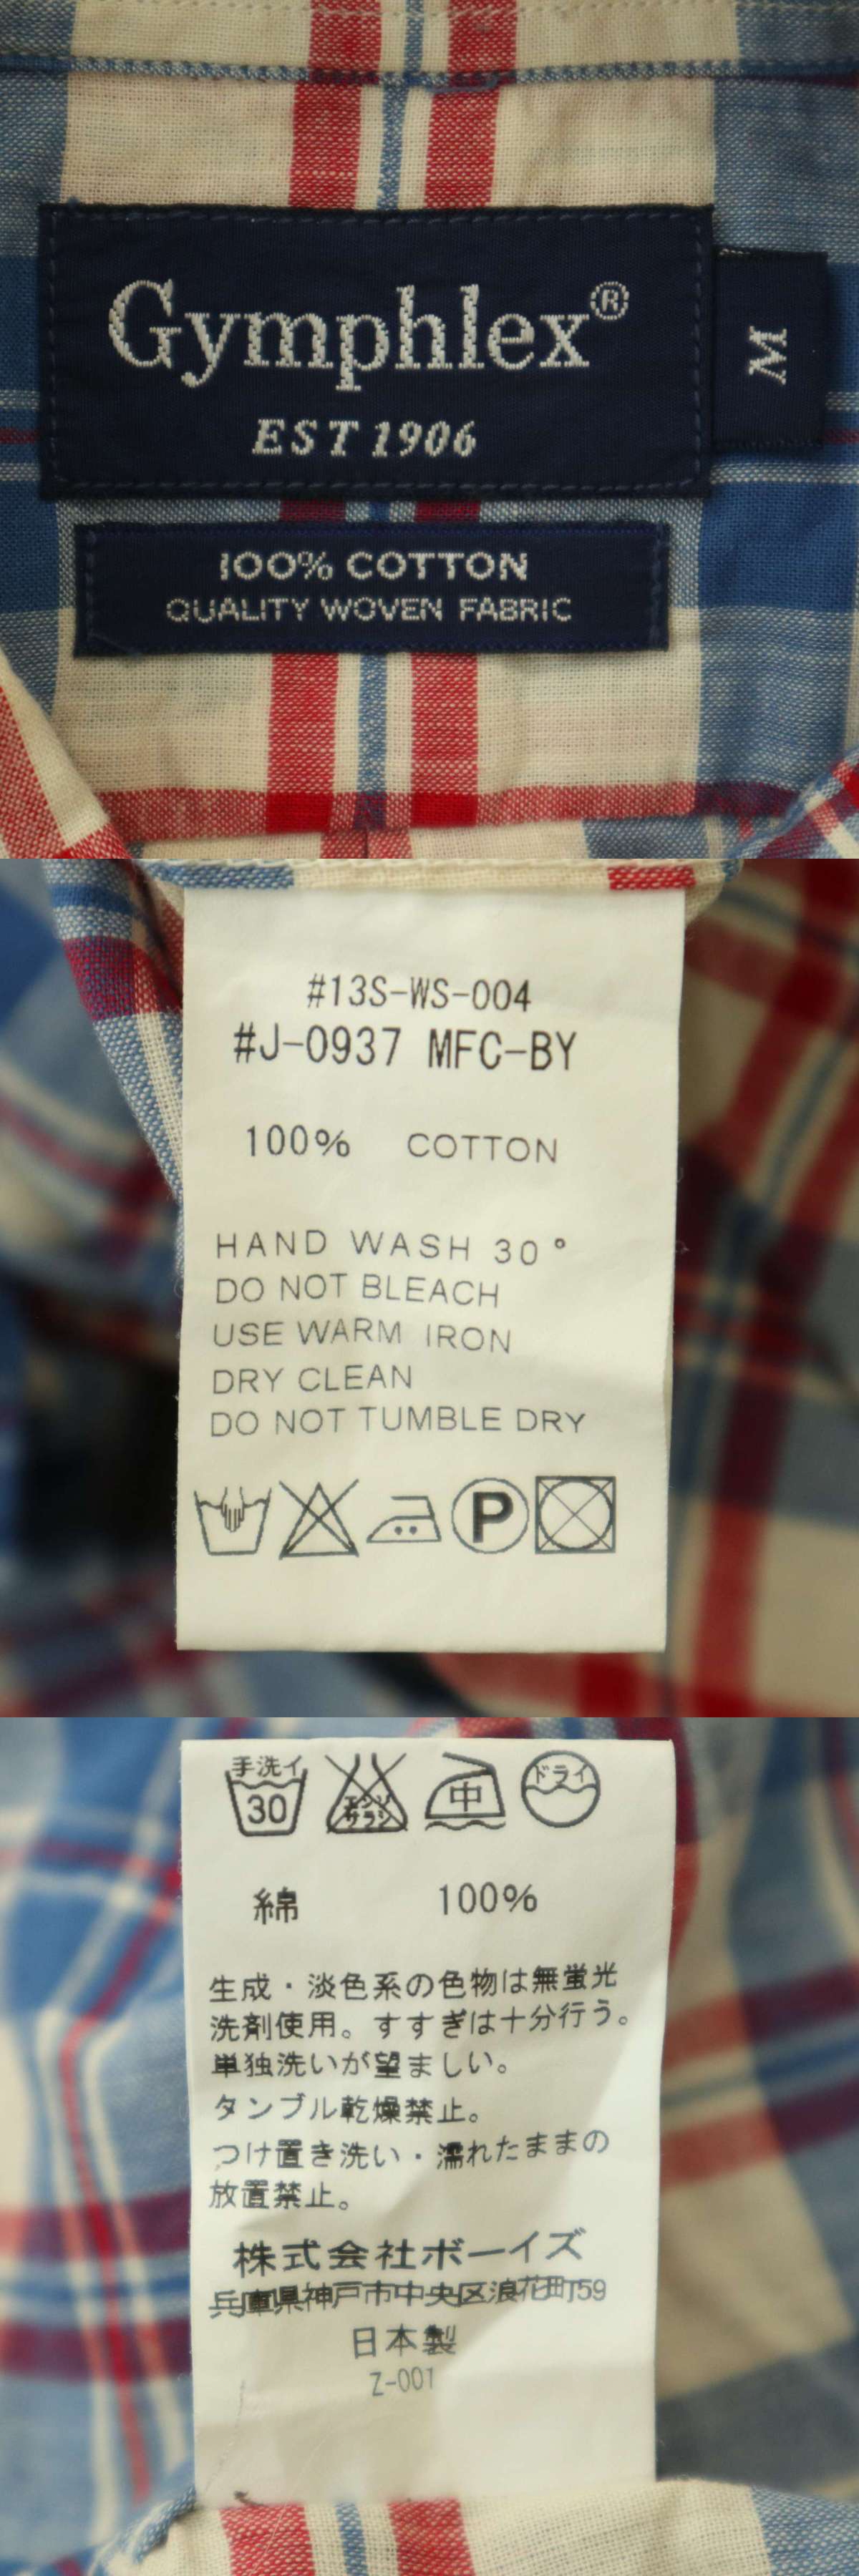 Gymphlex®
M
EST 1906
100% COTTON
QUALITY WOVEN FABRIC
#13S-WS-004
#J-0937 MFC-BY
100% COTTON
HAND WASH 30°
DO NOT BLEACH
USE WARM IRON
DRY CLEAN
DO NOT TUMBLE DRY
P
手洗イ
30
エンソ
サラシ
中
ドライ
綿 100%
生成・淡色系の色物は無蛍光
洗剤使用。すすぎは十分行う。
単独洗いが望ましい。
タンブル乾燥禁止。
つけ置き洗い・濡れたままの
放置禁止。
株式会社ボーイズ
兵庫県神戸市中央区浪花町59
日本製
Z-001